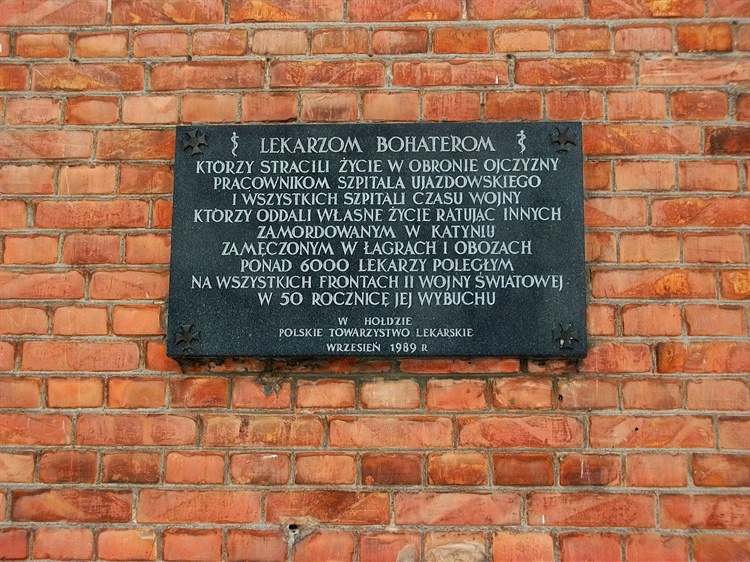 LEKARZOM BOHATEROM
KTÓRZY STRACILI ŻYCIE W OBRONIE OJCZYZNY
PRACOWNIKOM SZPITALA UJAZDOWSKIEGO
I WSZYSTKICH SZPITALI CZASU WOJNY
KTÓRZY ODDALI WŁASNE ŻYCIE RATUJĄC INNYCH
ZAMORDOWANYM W KATYNIU
ZAMĘCZONYM W ŁAGRACH I OBOZACH
PONAD 6000 LEKARZY POLEGŁYM
NA WSZYSTKICH FRONTACH II WOJNY ŚWIATOWEJ
W 50 ROCZNICĘ JEJ WYBUCHU
W HOŁDZIE
POLSKIE TOWARZYSTWO LEKARSKIE
WRZESIEŃ 1989 R